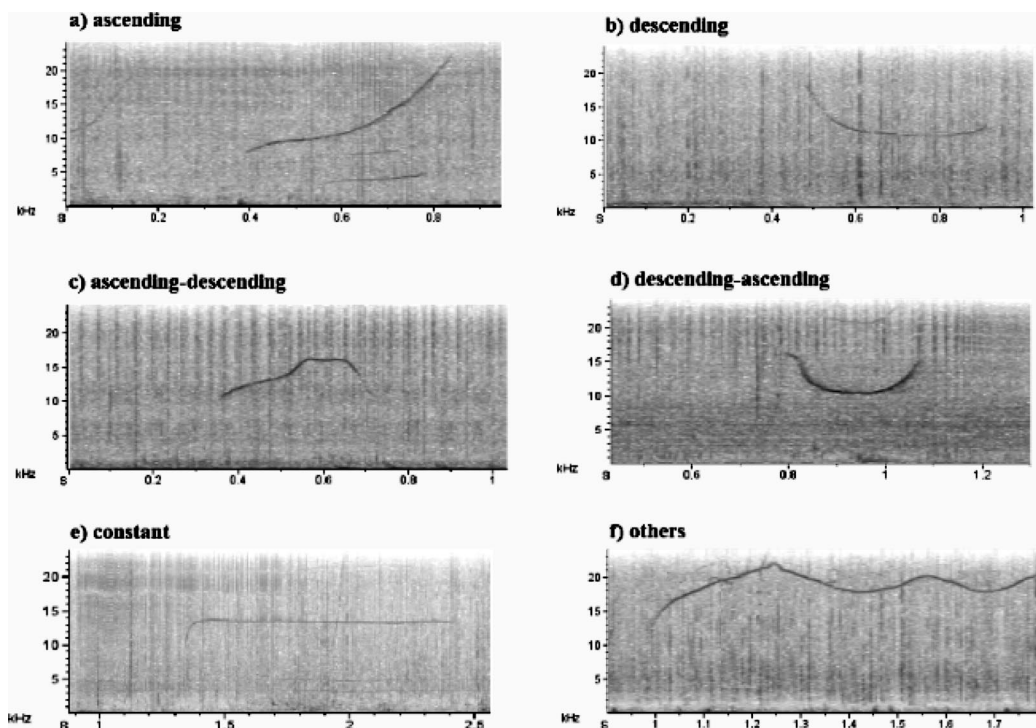 a) ascending
20
15
10
5
kHz
s 0.2 0.4 0.6 0.8
b) descending
20
15
10
5
kHz
s 0.2 0.4 0.6 0.8 1
c) ascending-descending
20
15
10
5
kHz
s 0.2 0.4 0.6 0.8 1
d) descending-ascending
20
15
10
5
kHz
s 0.6 0.8 1 1.2
e) constant
20
15
10
5
kHz
s 1 1.5 2 2.5
f) others
20
15
10
5
kHz
s 1 1.1 1.2 1.3 1.4 1.5 1.6 1.7